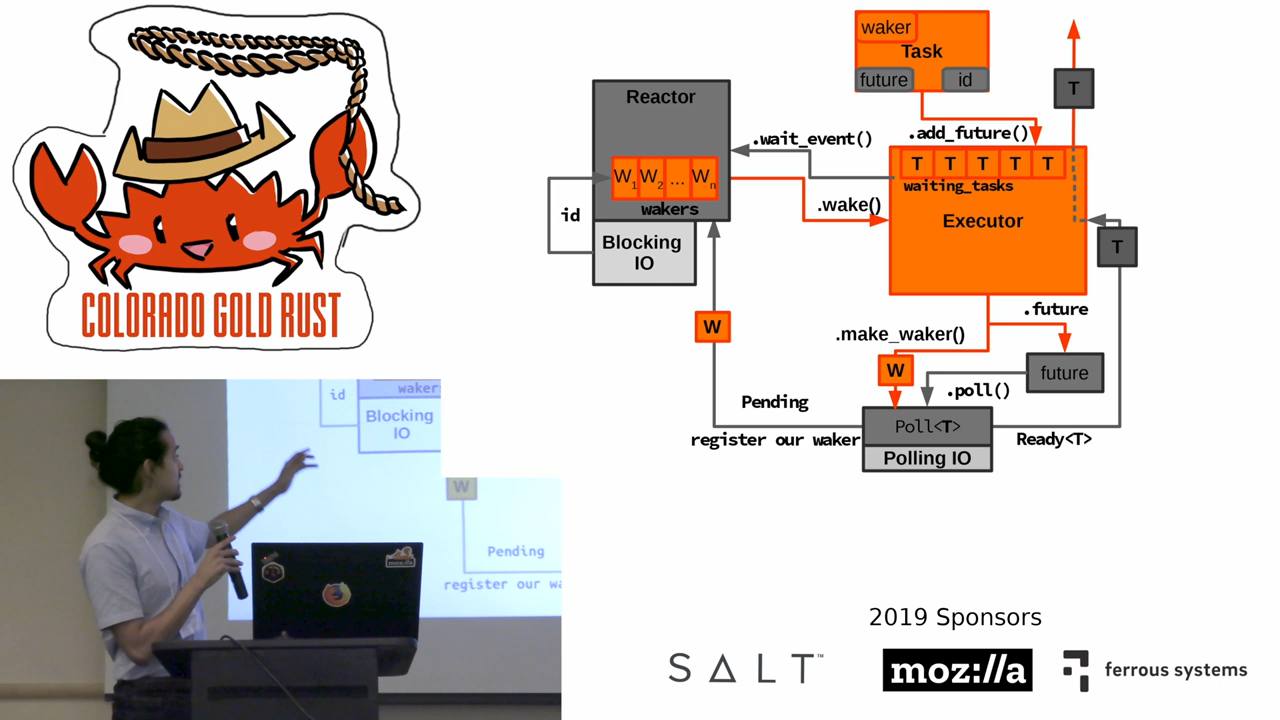 COLORADO GOLD RUST
waker
Task
future
id
T
Reactor
.wait_event()
.add_future()
W1 W2 ... Wn
wakers
T T T T T
waiting_tasks
Executor
.wake()
id
Blocking
IO
T
W
.make_waker()
.future
W
future
.poll()
Pending
register our waker
Poll<T>
Polling IO
Ready<T>
id
waker
Blocking
IO
W
Pending
register our wa
moz://a
2019 Sponsors
SALT™
moz://a
ferrous systems